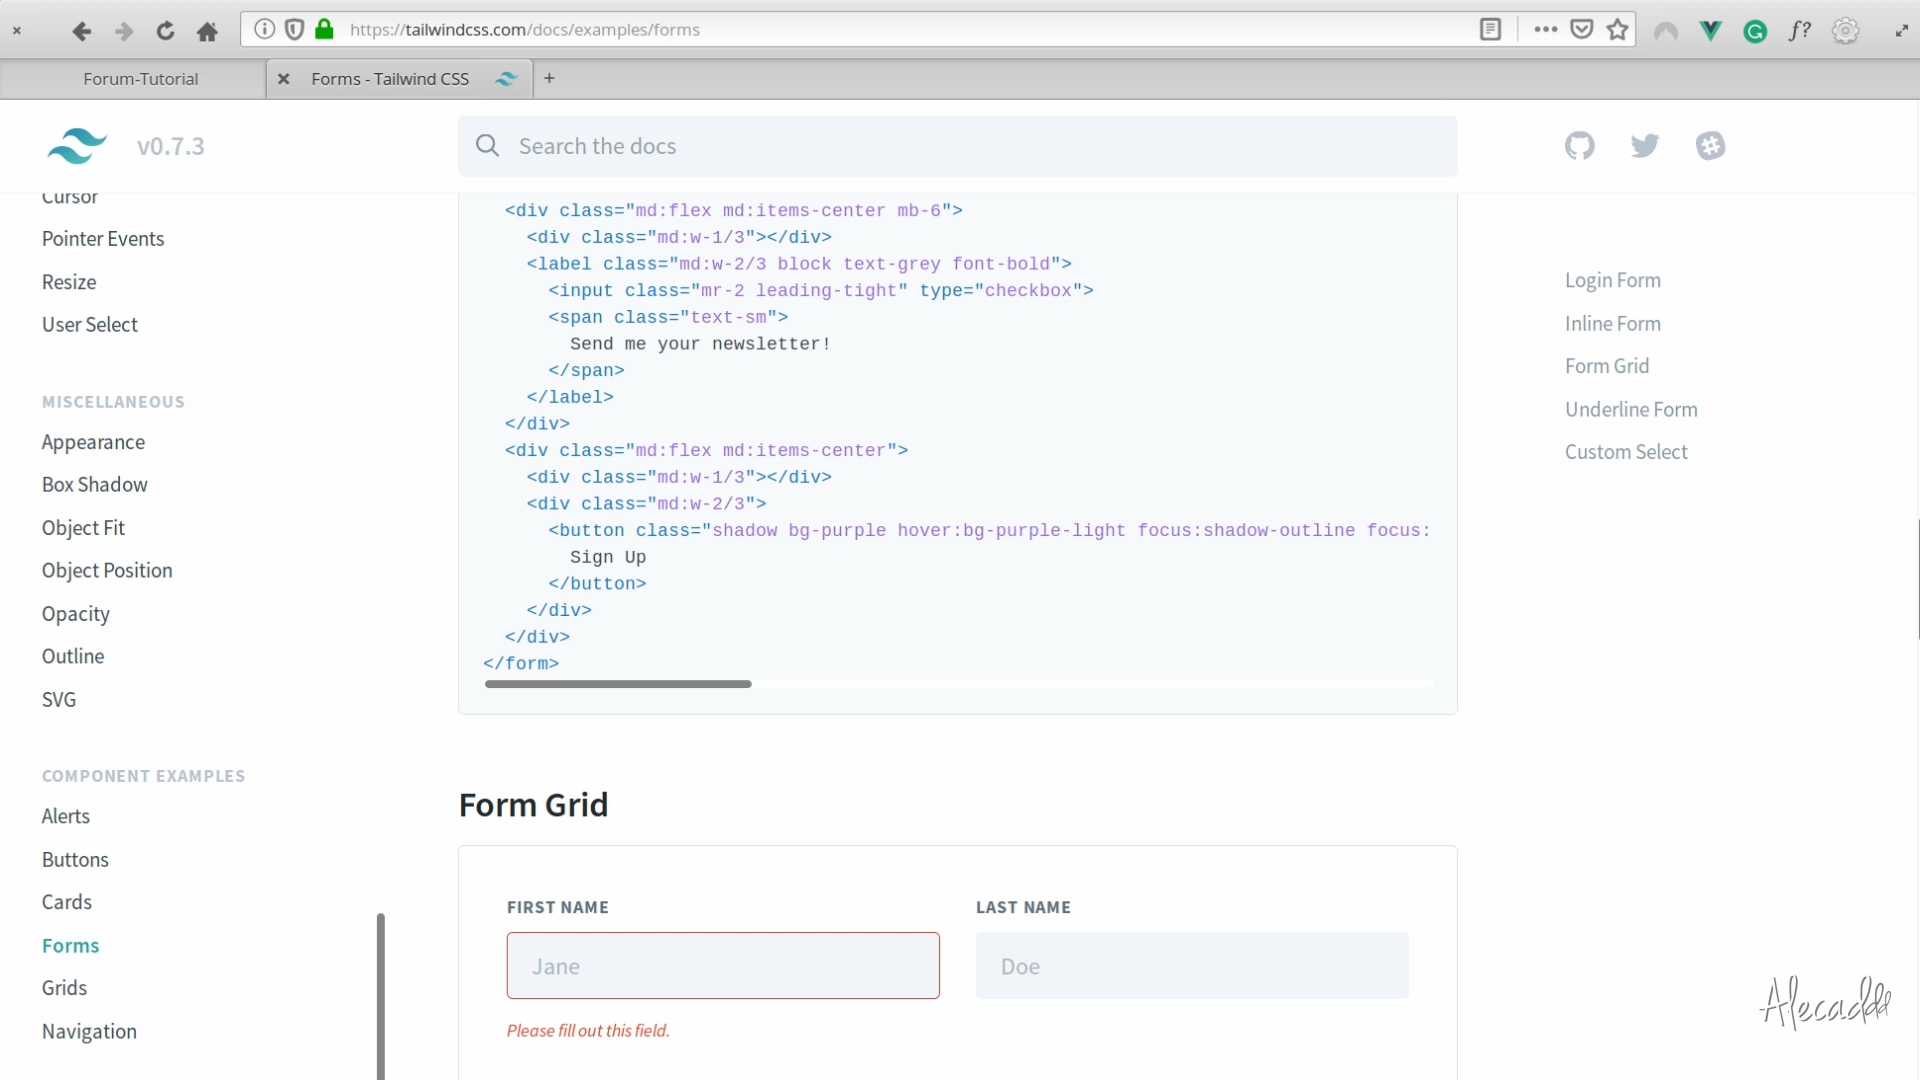 https://tailwindcss.com/docs/examples/forms
Forum-Tutorial
Forms - Tailwind CSS
v0.7.3
Search the docs
Cursor
Pointer Events
Resize
User Select
MISCELLANEOUS
Appearance
Box Shadow
Object Fit
Object Position
Opacity
Outline
SVG
COMPONENT EXAMPLES
Alerts
Buttons
Cards
Forms
Grids
Navigation
<div class="md:flex md:items-center mb-6">
<div class="md:w-1/3"></div>
<label class="md:w-2/3 block text-grey font-bold">
<input class="mr-2 leading-tight" type="checkbox">
<span class="text-sm">
Send me your newsletter!
</span>
</label>
</div>
<div class="md:flex md:items-center">
<div class="md:w-1/3"></div>
<div class="md:w-2/3">
<button class="shadow bg-purple hover:bg-purple-light focus:shadow-outline focus:
Sign Up
</button>
</div>
</div>
</form>
Form Grid
FIRST NAME
LAST NAME
Jane
Doe
Please fill out this field.
Login Form
Inline Form
Form Grid
Underline Form
Custom Select
f?
Alecaddd